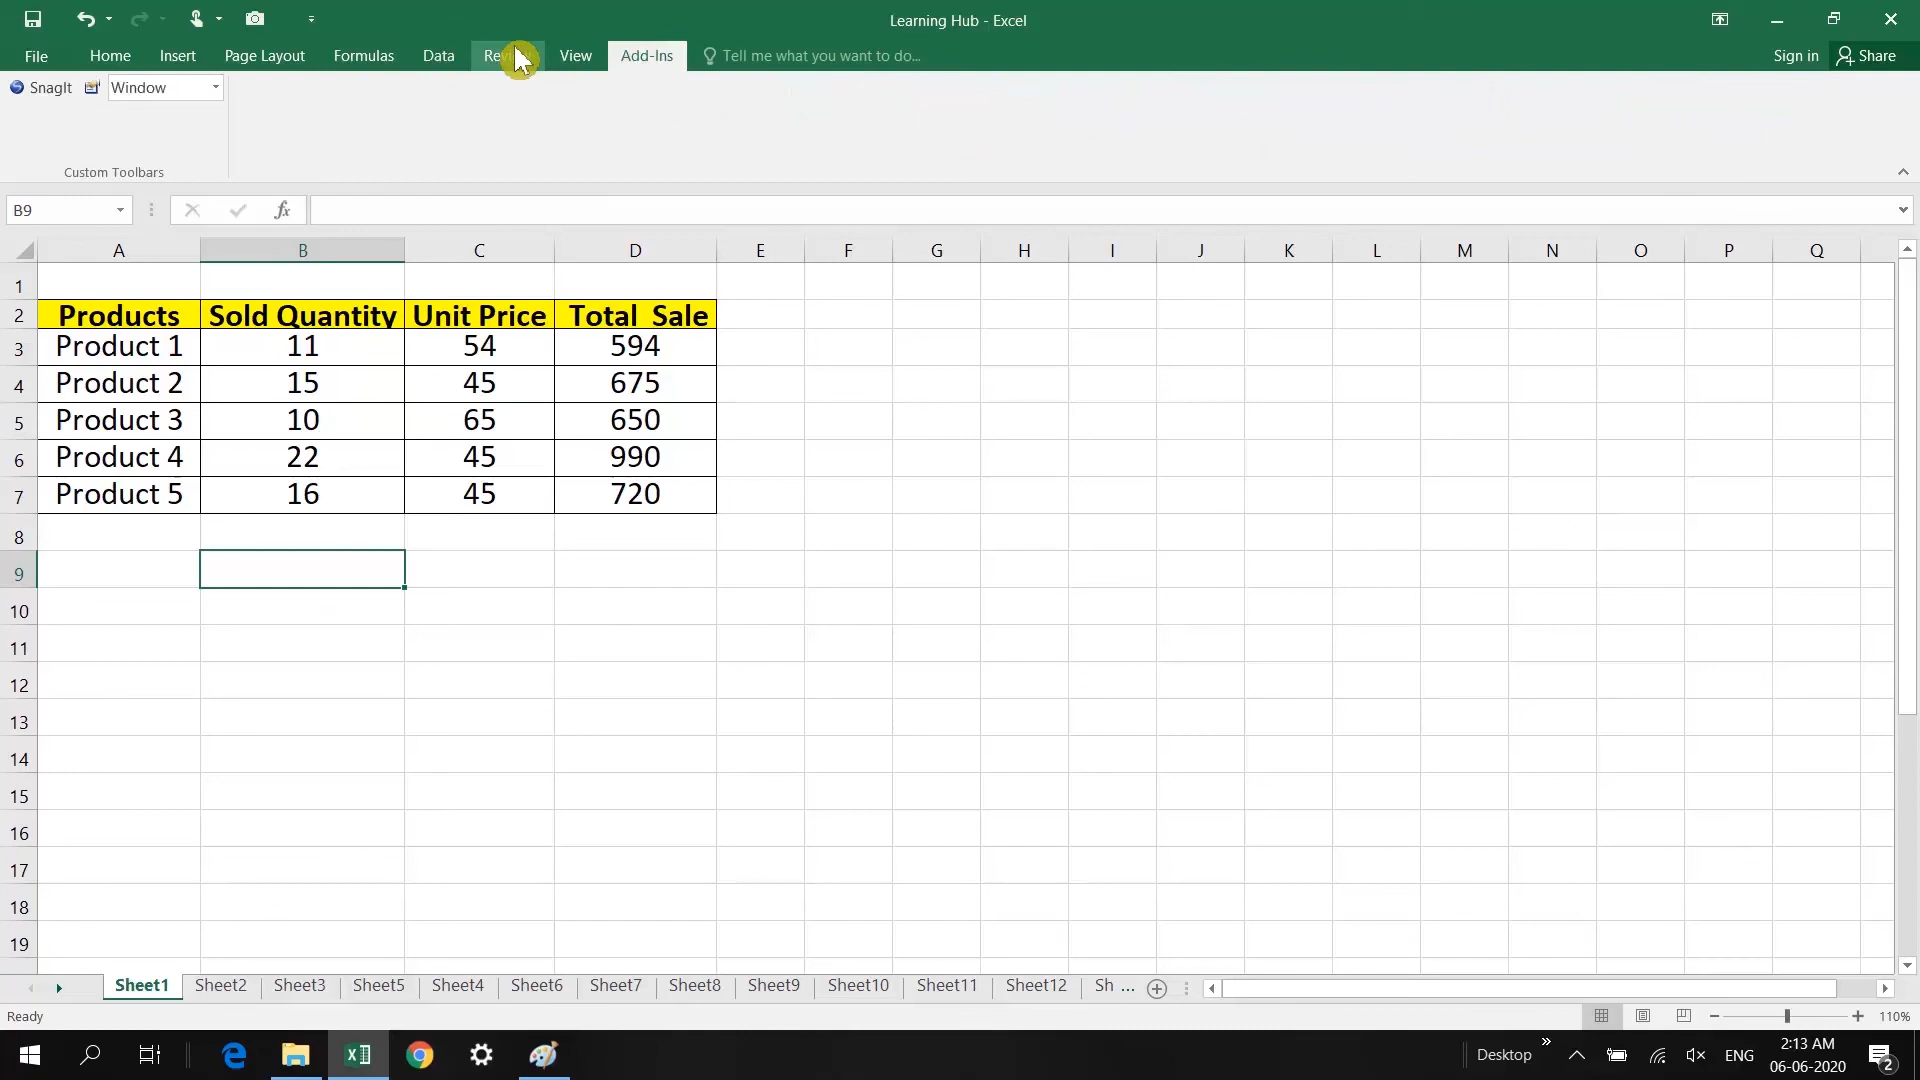 Learning Hub - Excel
File Home Insert Page Layout Formulas Data View Add-Ins Tell me what you want to do... Sign in Share
SnagIt Window
Custom Toolbars
B9 fx
A B C D E F G H I J K L M N O P Q
1
2 Products Sold Quantity Unit Price Total Sale
3 Product 1 11 54 594
4 Product 2 15 45 675
5 Product 3 10 65 650
6 Product 4 22 45 990
7 Product 5 16 45 720
8
9
10
11
12
13
14
15
16
17
18
19
Sheet1 Sheet2 Sheet3 Sheet5 Sheet4 Sheet6 Sheet7 Sheet8 Sheet9 Sheet10 Sheet11 Sheet12 Sh ...
Ready 110%
Desktop ENG 2:13 AM
06-06-2020 2